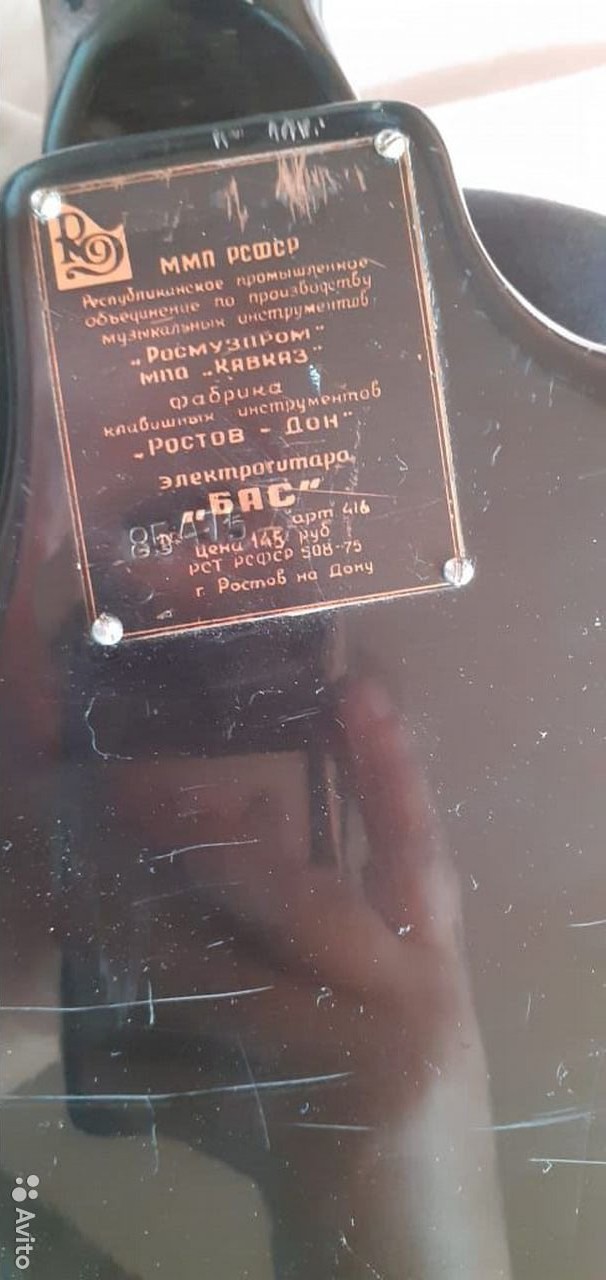 ММП РСФСР
Республиканское промышленное
объединение по производству
музыкальных инструментов
"Росмузпром"
МПО "Кавказ"
Фабрика
клавишных инструментов
"Ростов-Дон"
электрогитара
"БАС"
арт 416
цена 145 руб
РСТ РСФСР 508-75
г. Ростов на Дону
Avito